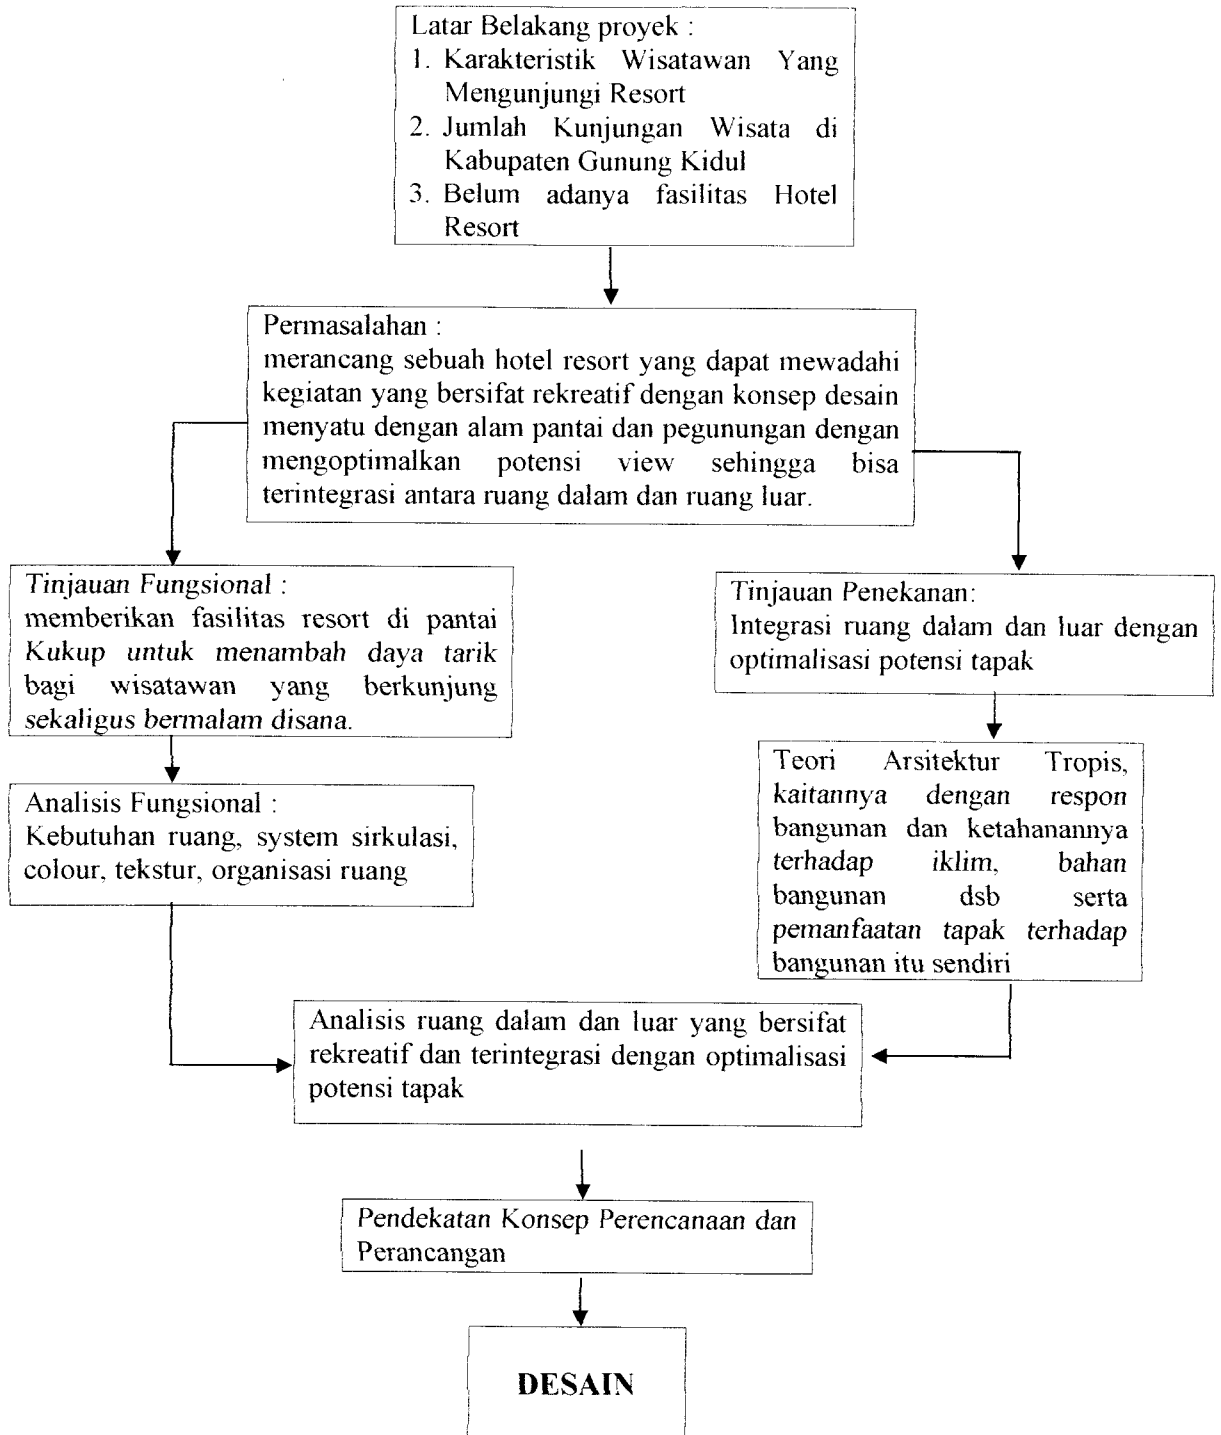 Latar Belakang proyek :
1. Karakteristik Wisatawan Yang
Mengunjungi Resort
2. Jumlah Kunjungan Wisata di
Kabupaten Gunung Kidul
3. Belum adanya fasilitas Hotel
Resort
Permasalahan :
merancang sebuah hotel resort yang dapat mewadahi
kegiatan yang bersifat rekreatif dengan konsep desain
menyatu dengan alam pantai dan pegunungan dengan
mengoptimalkan potensi view sehingga bisa
terintegrasi antara ruang dalam dan ruang luar.
Tinjauan Fungsional :
memberikan fasilitas resort di pantai
Kukup untuk menambah daya tarik
bagi wisatawan yang berkunjung
sekaligus bermalam disana.
Tinjauan Penekanan:
Integrasi ruang dalam dan luar dengan
optimalisasi potensi tapak
Analisis Fungsional :
Kebutuhan ruang, system sirkulasi,
colour, tekstur, organisasi ruang
Teori Arsitektur Tropis,
kaitannya dengan respon
bangunan dan ketahanannya
terhadap iklim, bahan
bangunan dsb serta
pemanfaatan tapak terhadap
bangunan itu sendiri
Analisis ruang dalam dan luar yang bersifat
rekreatif dan terintegrasi dengan optimalisasi
potensi tapak
Pendekatan Konsep Perencanaan dan
Perancangan
DESAIN